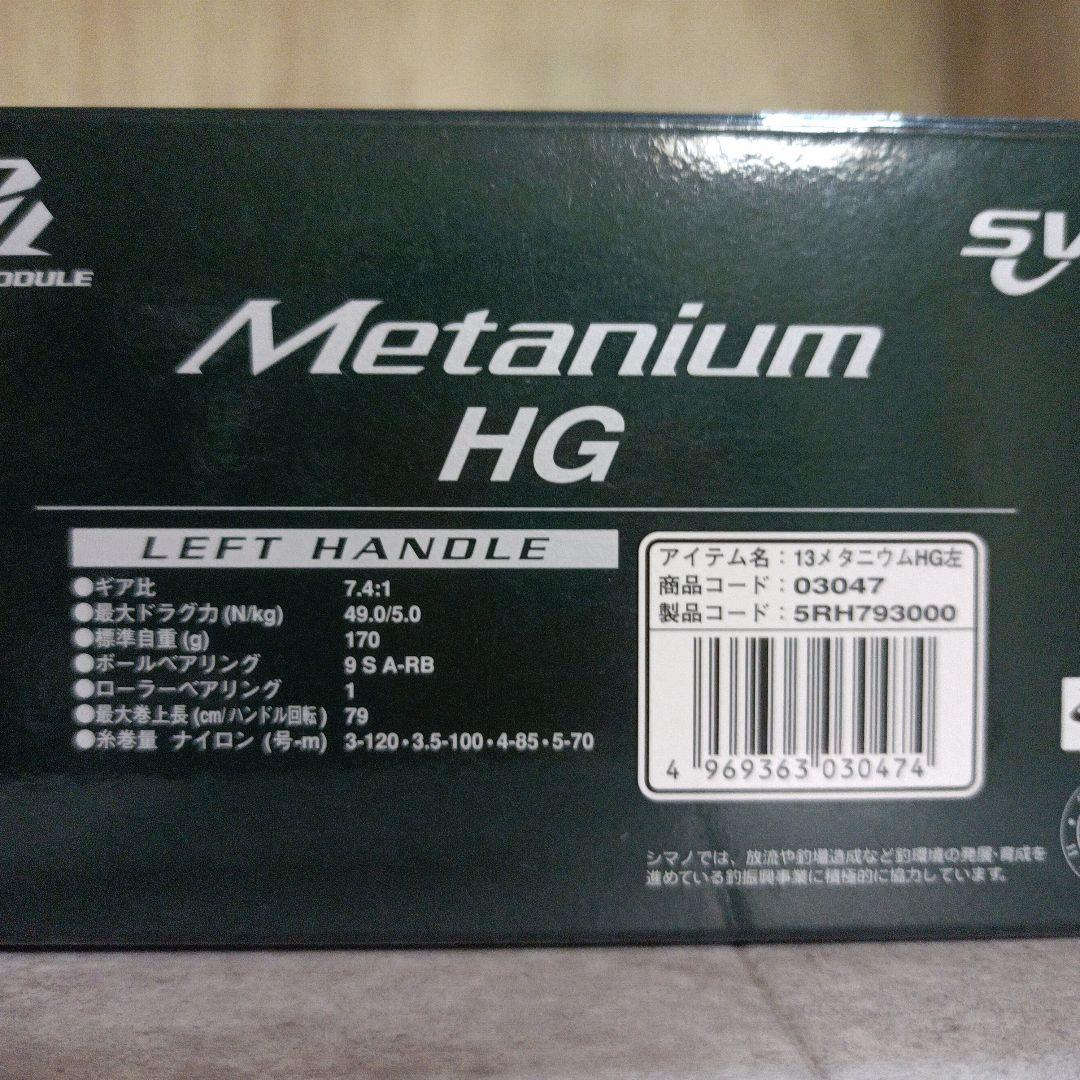 ODULE
SV
Metanium
HG
LEFT HANDLE
●ギア比 7.4:1
●最大ドラグ力(N/kg) 49.0/5.0
●標準自重(g) 170
●ボールベアリング 9 S A-RB
●ローラーベアリング 1
●最大巻上長(cm/ハンドル1回転) 79
●糸巻量 ナイロン(号-m) 3-120・3.5-100・4-85・5-70
アイテム名：13メタニウムHG左
商品コード：03047
製品コード：5RH793000
4 969363 030474
シマノでは、放流や釣場造成など釣環境の発展・育成を
進めている釣振興事業に積極的に協力しています。